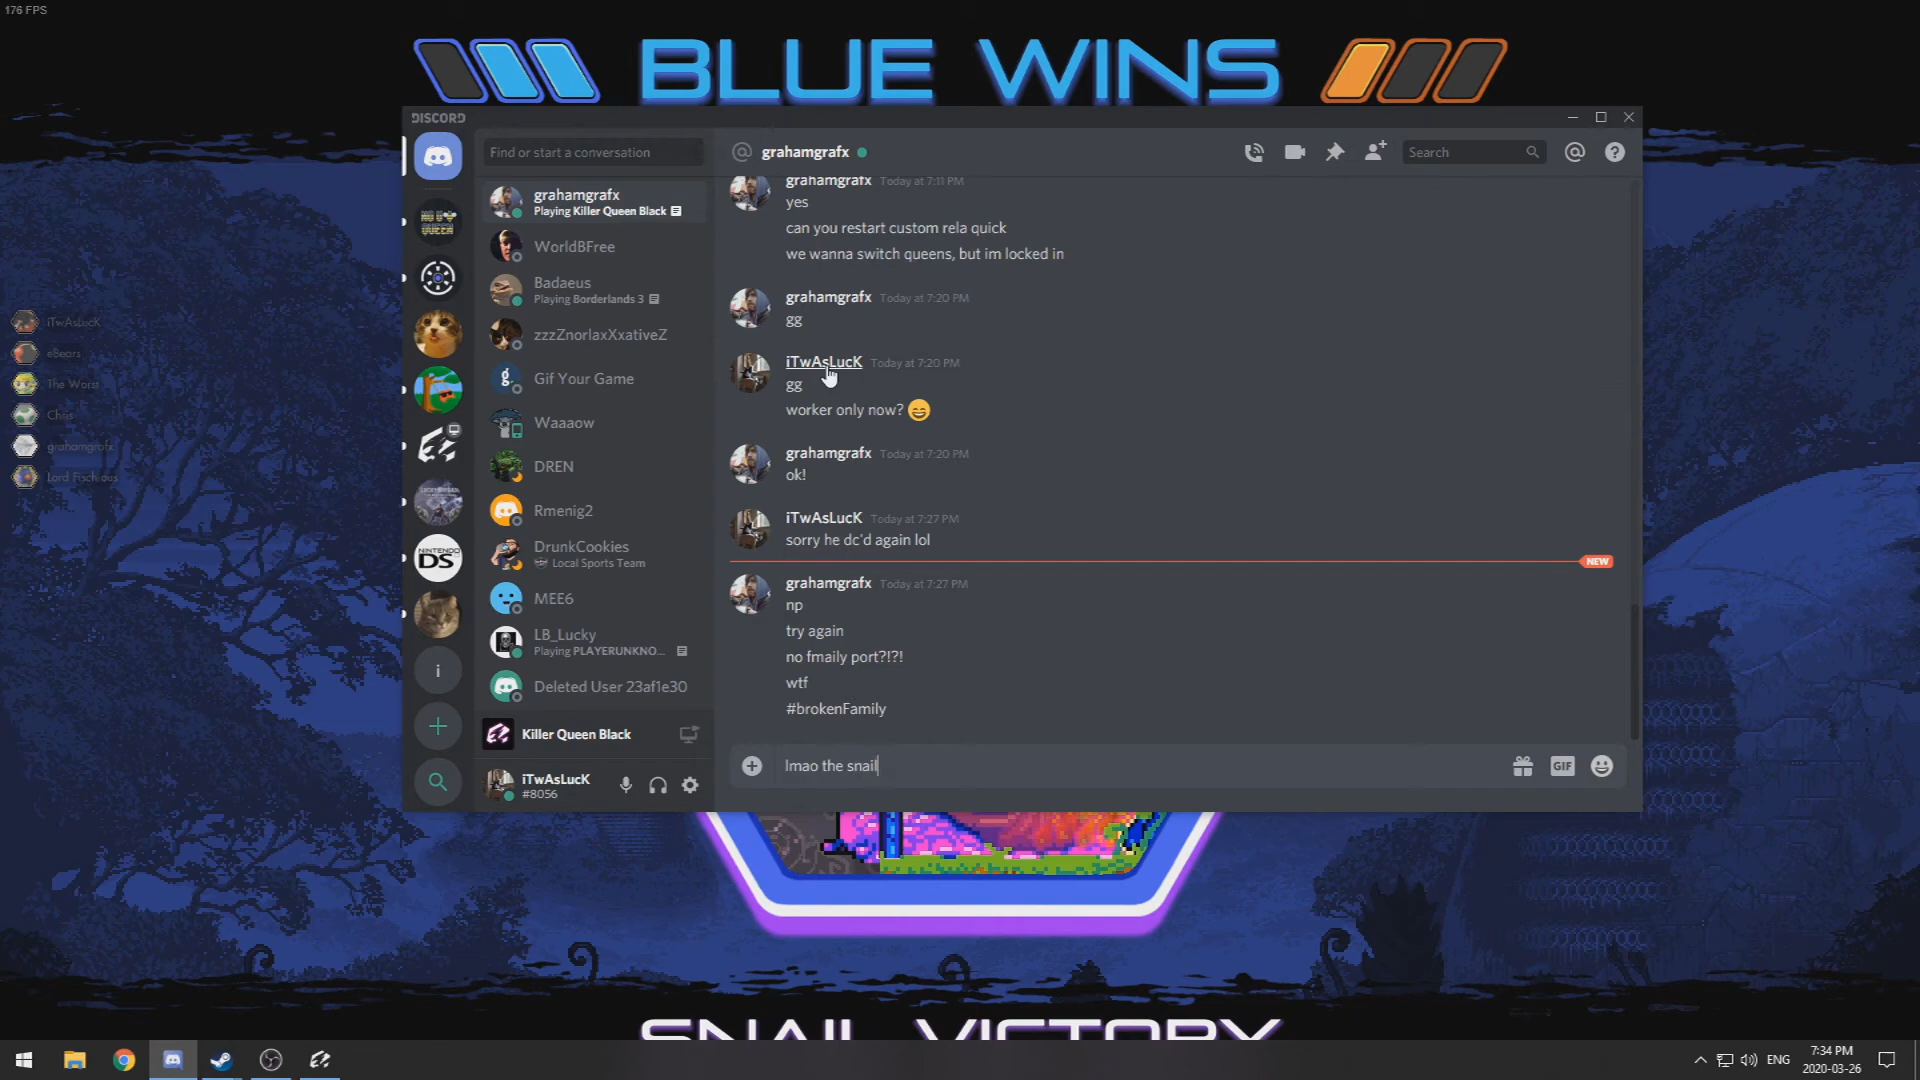 176 FPS
BLUE WINS
DISCORD
Find or start a conversation
grahamgrafx
Search
grahamgrafx
Playing Killer Queen Black
WorldBFree
Badaeus
Playing Borderlands 3
zzzZnorlaxXxativeZ
Gif Your Game
Waaaow
DREN
Rmenig2
DrunkCookies
Local Sports Team
MEE6
LB_Lucky
Playing PLAYERUNKNO...
Deleted User 23af1e30
Killer Queen Black
iTwAsLucK
#8056
grahamgrafx Today at 7:11 PM
yes
can you restart custom rela quick
we wanna switch queens, but im locked in
grahamgrafx Today at 7:20 PM
gg
iTwAsLucK Today at 7:20 PM
gg
worker only now?
grahamgrafx Today at 7:20 PM
ok!
iTwAsLucK Today at 7:27 PM
sorry he dc'd again lol
NEW
grahamgrafx Today at 7:27 PM
np
try again
no fmaily port?!?!
wtf
#brokenFamily
lmao the snail
GIF
iTwAsLucK
eBears
The Worst
Chris
grahamgrafx
Lord Fischious
NINTENDO
DS
i
g.
SNAIL VICTORY
ENG
7:34 PM
2020-03-26